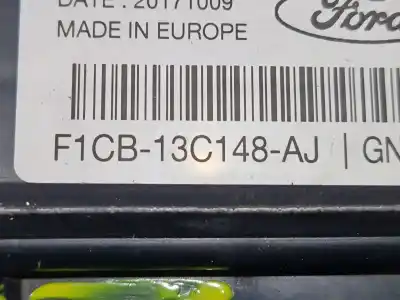 DATE : 20171009
MADE IN EUROPE
Ford
F1CB-13C148-AJ | GN